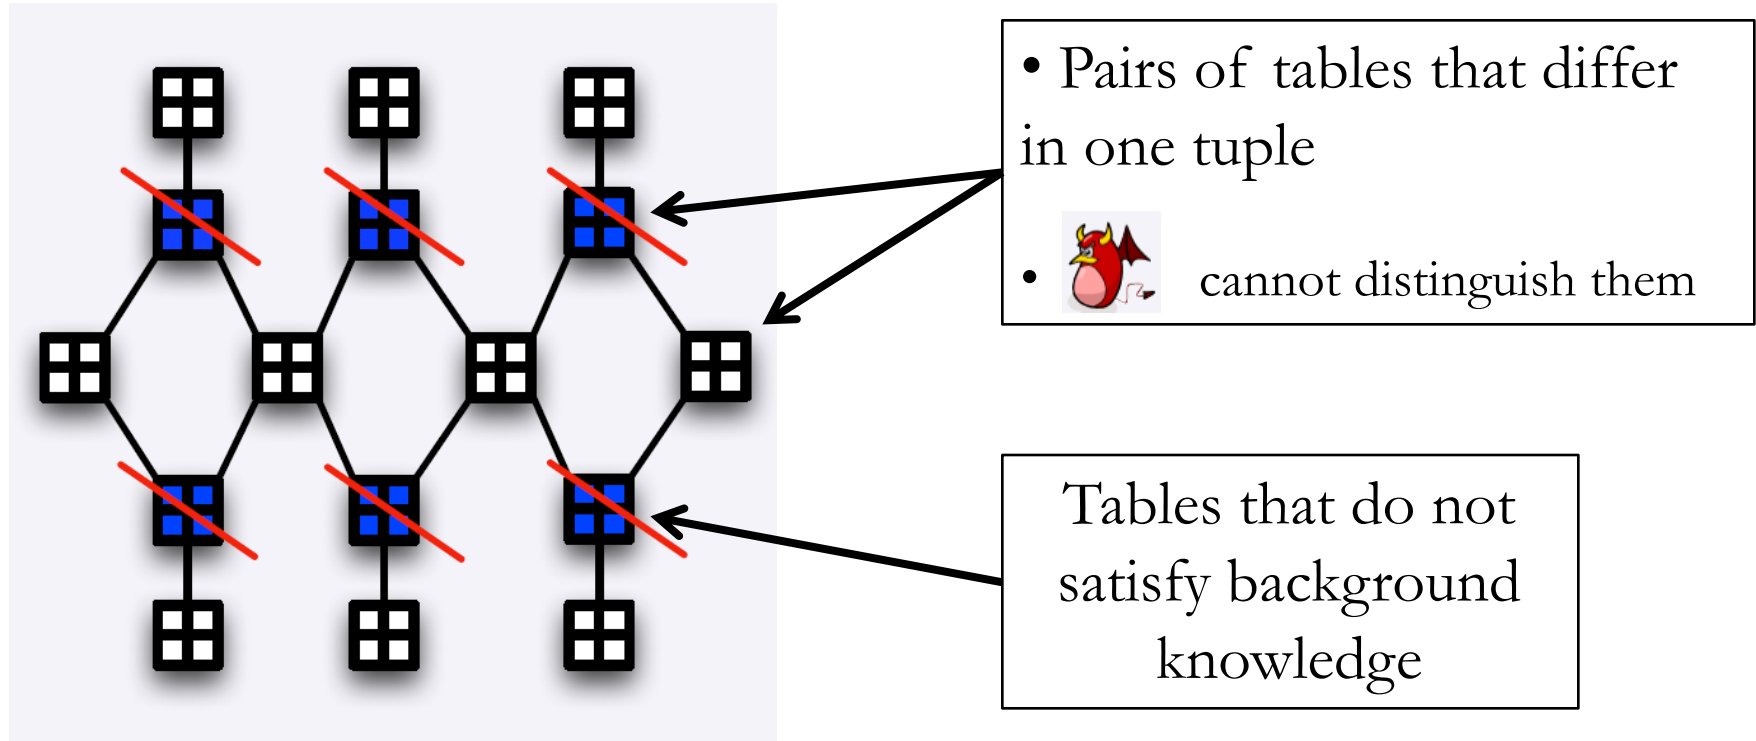 • Pairs of tables that differ
in one tuple
• cannot distinguish them
Tables that do not
satisfy background
knowledge